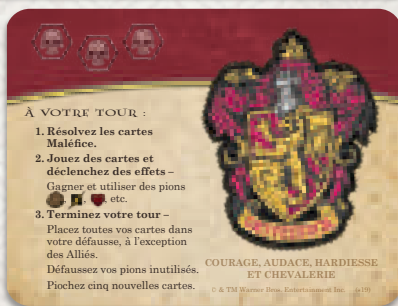 À VOTRE TOUR :
1. Résolvez les cartes
Maléfice.
2. Jouez des cartes et
déclenchez des effets –
Gagner et utiliser des pions
, , , etc.
3. Terminez votre tour –
Placez toutes vos cartes dans
votre défausse, à l'exception
des Alliés.
Défaussez vos pions inutilisés.
Piochez cinq nouvelles cartes.
COURAGE, AUDACE, HARDIESSE
ET CHEVALERIE
© & TM Warner Bros. Entertainment Inc. (s19)